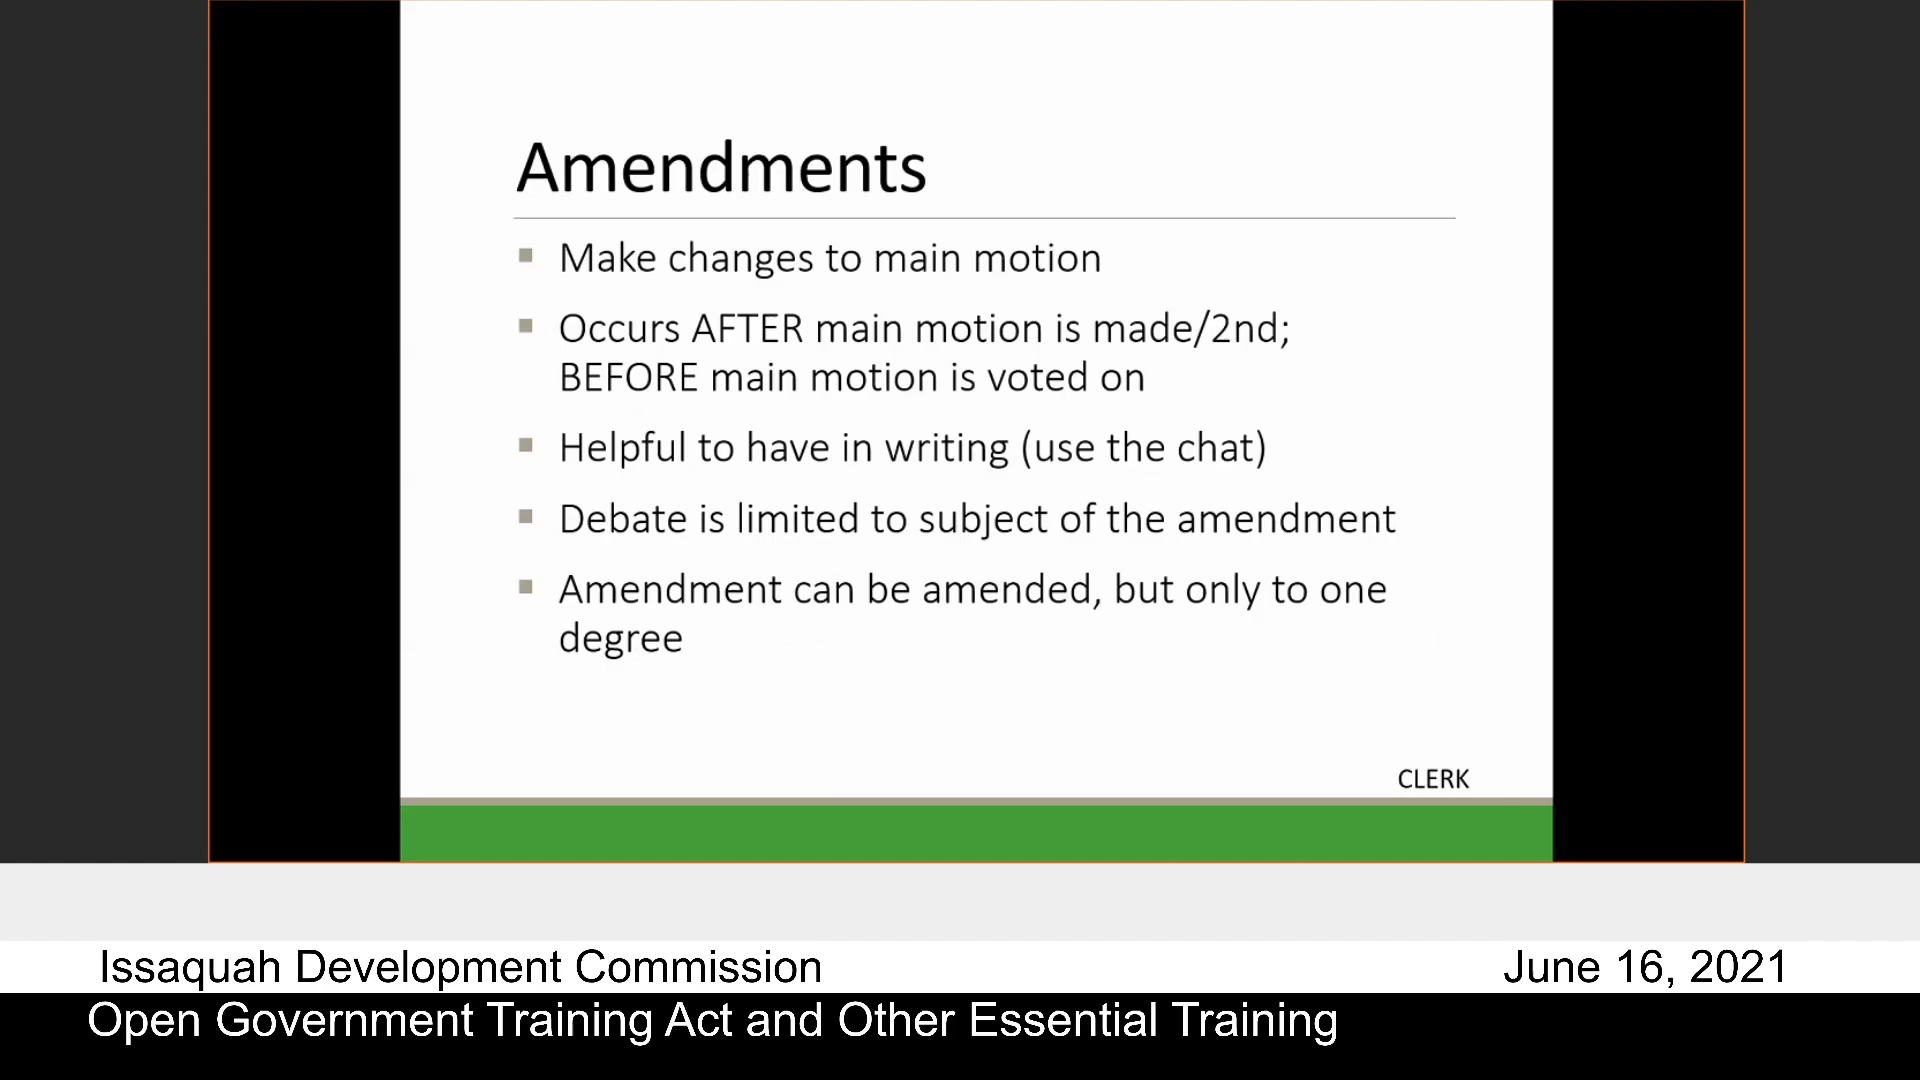 Amendments
Make changes to main motion
Occurs AFTER main motion is made/2nd;
BEFORE main motion is voted on
Helpful to have in writing (use the chat)
Debate is limited to subject of the amendment
Amendment can be amended, but only to one
degree
CLERK
Issaquah Development Commission
June 16, 2021
Open Government Training Act and Other Essential Training